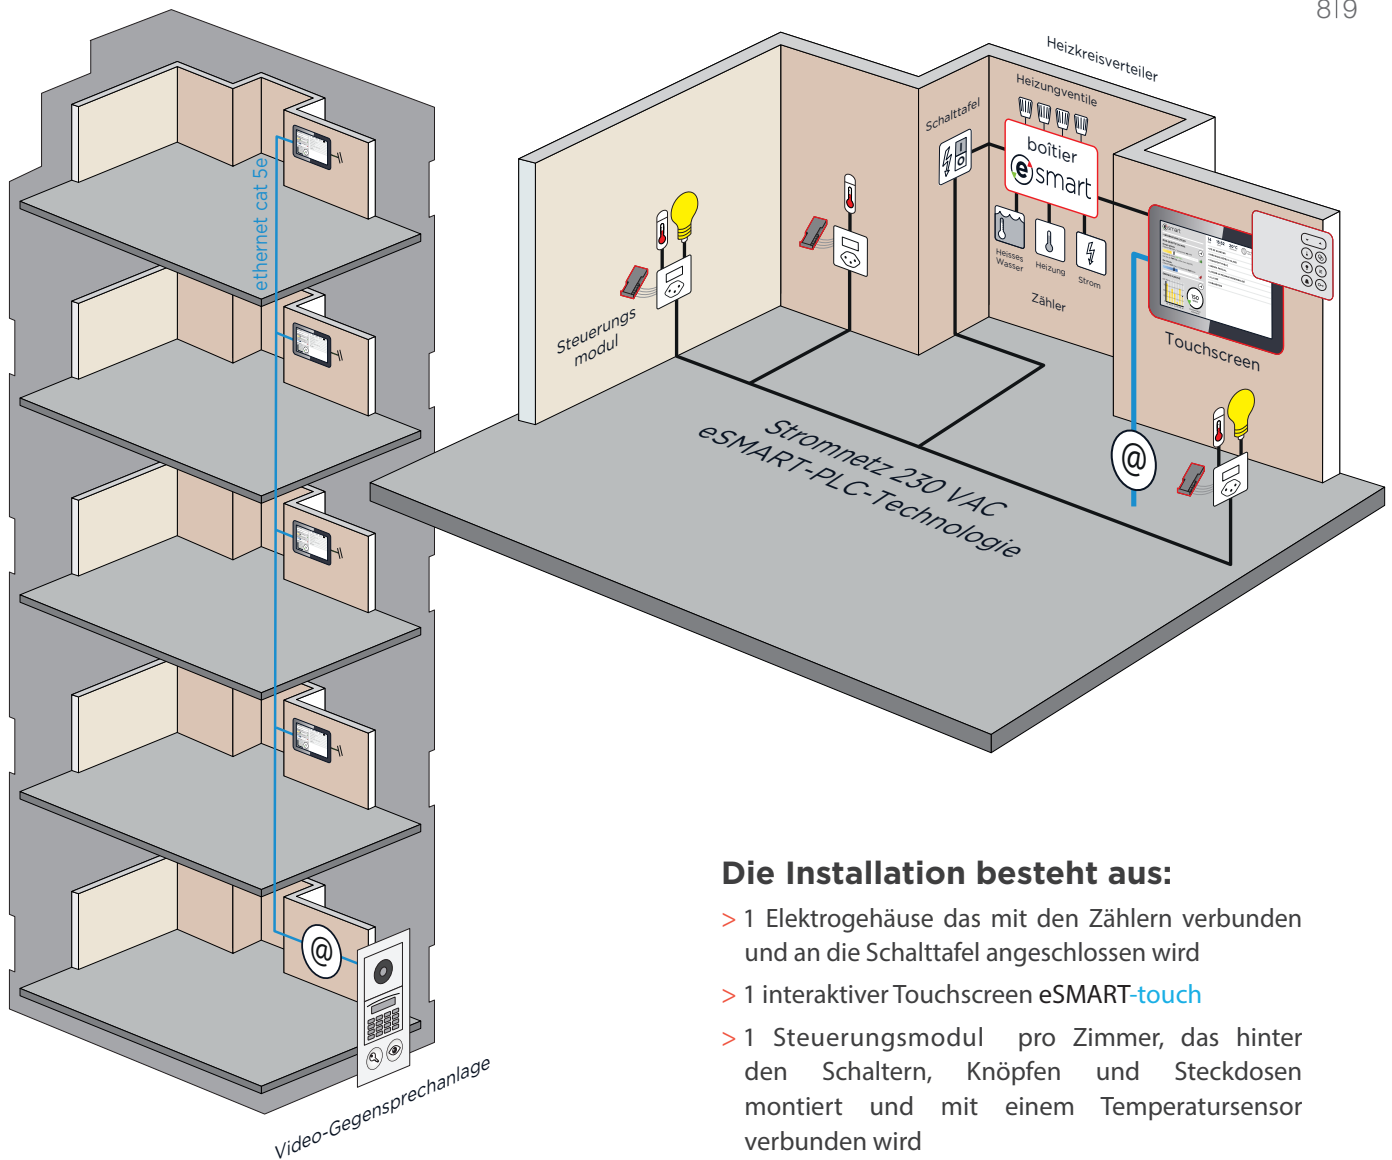 8|9
Heizkreisverteiler
Heizungventile
Schalttafel
boîtier
esmart
Heisses
Wasser
Heizung
Strom
Zähler
Touchscreen
Steuerungs
modul
Stromnetz 230 VAC
eSMART-PLC-Technologie
@
ethernet cat 5e
@
Video-Gegensprechanlage
Die Installation besteht aus:
> 1 Elektrogehäuse das mit den Zählern verbunden
und an die Schalttafel angeschlossen wird
> 1 interaktiver Touchscreen eSMART-touch
> 1 Steuerungsmodul pro Zimmer, das hinter
den Schaltern, Knöpfen und Steckdosen
montiert und mit einem Temperatursensor
verbunden wird